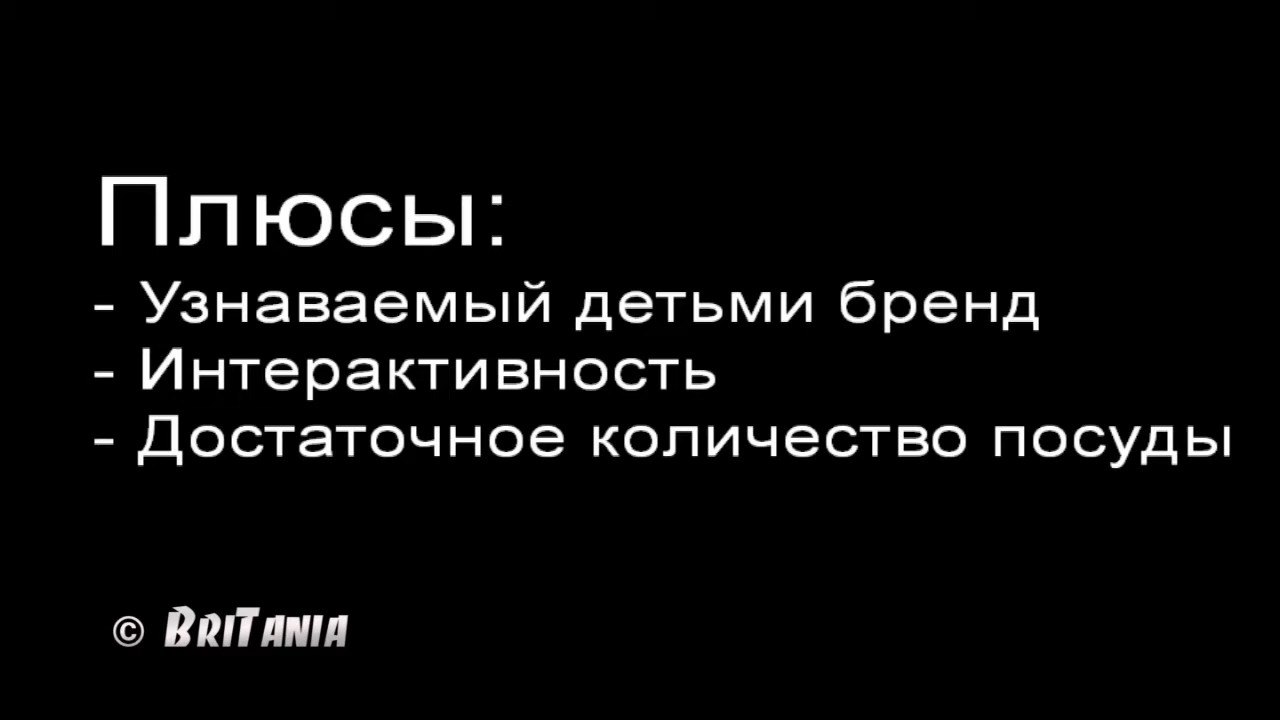 Плюсы:
- Узнаваемый детьми бренд
- Интерактивность
- Достаточное количество посуды
© BRITANIA